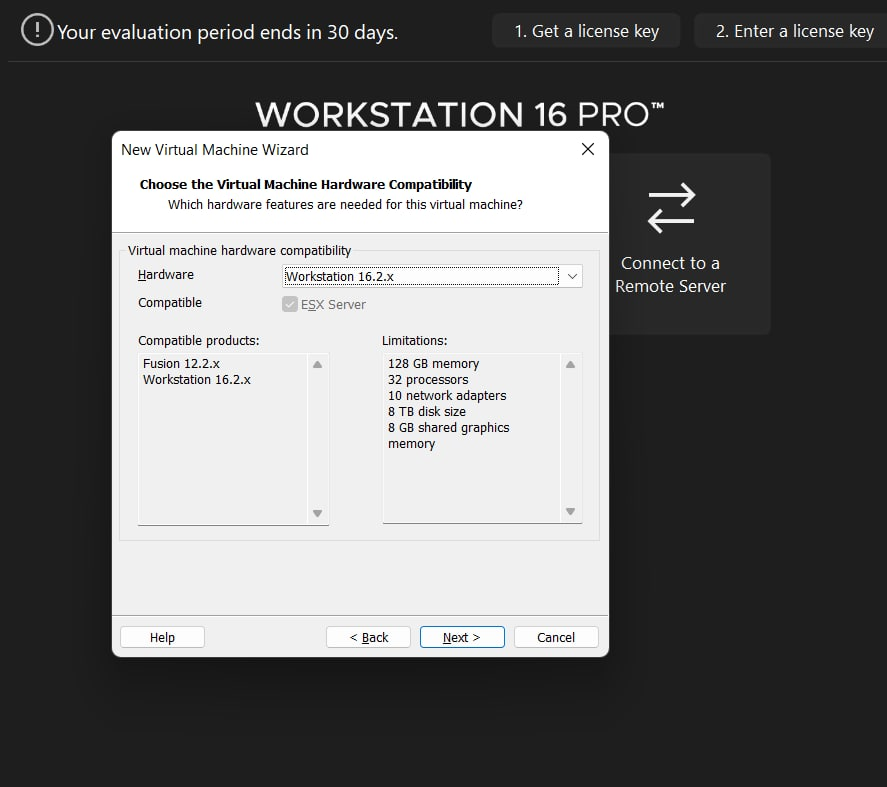 Your evaluation period ends in 30 days.
1. Get a license key
2. Enter a license key
WORKSTATION 16 PRO™
New Virtual Machine Wizard
Choose the Virtual Machine Hardware Compatibility
Which hardware features are needed for this virtual machine?
Virtual machine hardware compatibility
Hardware
Workstation 16.2.x
Compatible
ESX Server
Compatible products:
Fusion 12.2.x
Workstation 16.2.x
Limitations:
128 GB memory
32 processors
10 network adapters
8 TB disk size
8 GB shared graphics
memory
Connect to a
Remote Server
Help
< Back
Next >
Cancel